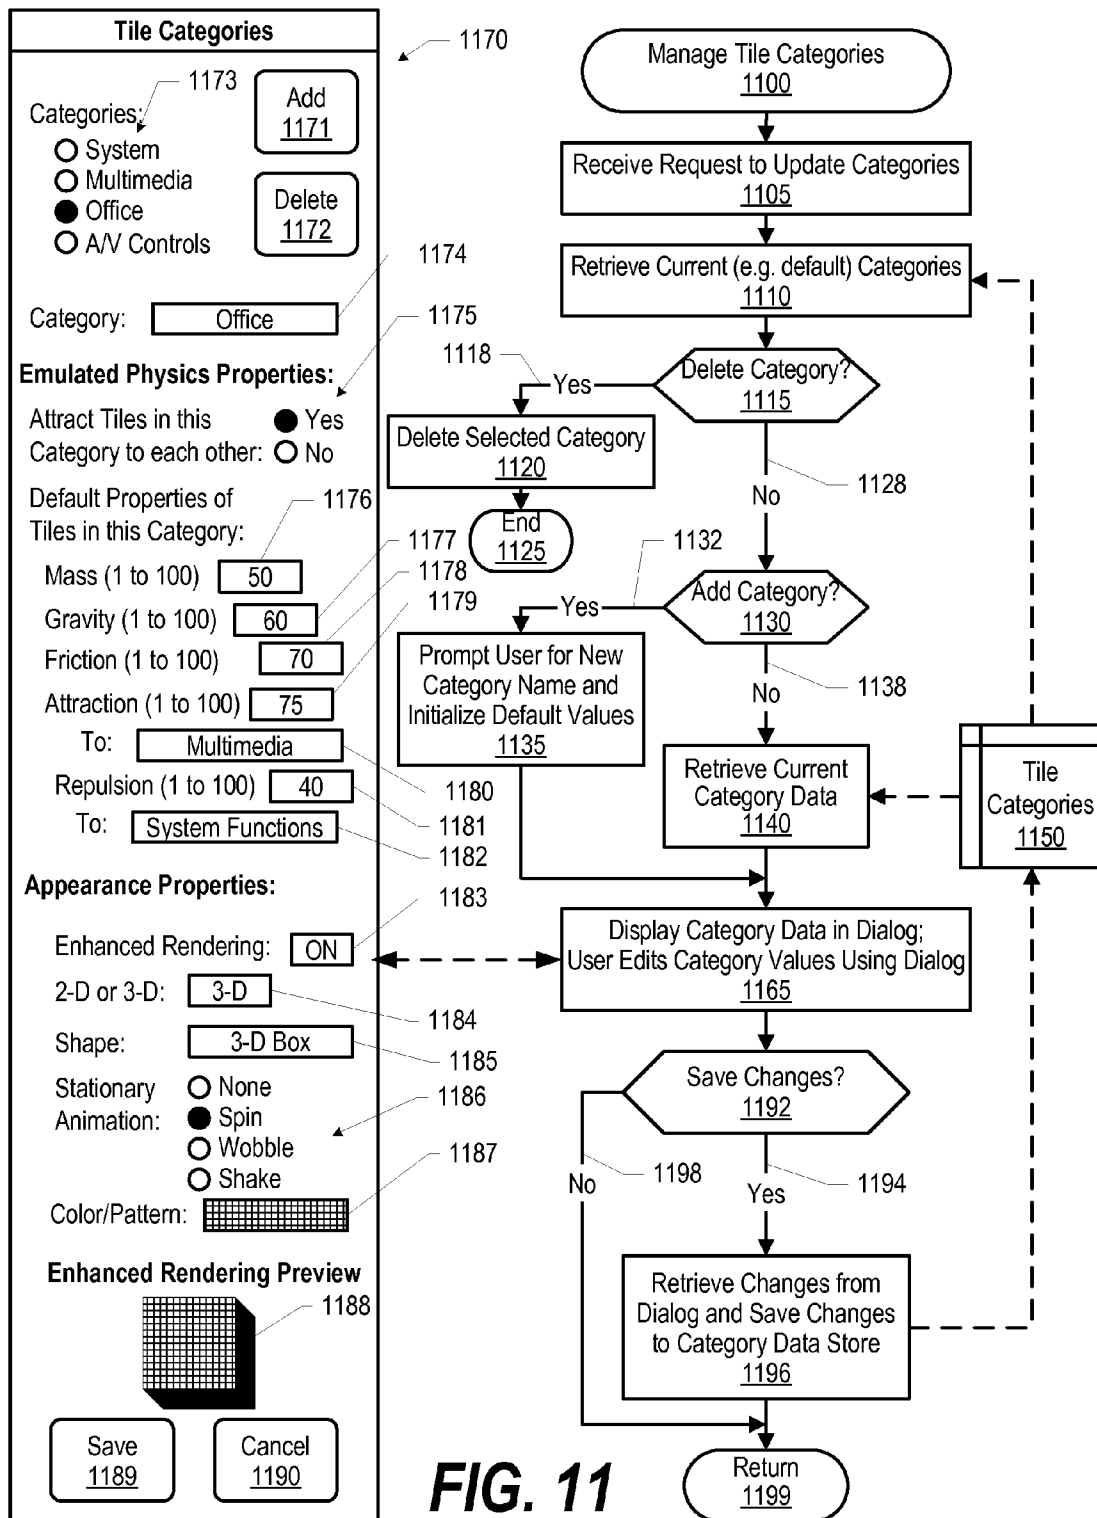 Tile Categories
1170
1173
Categories:
Add
1171
System
Multimedia
Office
A/V Controls
Delete
1172
1174
Category:
Office
1175
Emulated Physics Properties:
Attract Tiles in this
Category to each other:
Yes
No
Default Properties of
Tiles in this Category:
1176
Mass (1 to 100)
50
1177
Gravity (1 to 100)
60
1178
Friction (1 to 100)
70
1179
Attraction (1 to 100)
75
To:
Multimedia
1180
Repulsion (1 to 100)
40
1181
To:
System Functions
1182
Appearance Properties:
1183
Enhanced Rendering:
ON
2-D or 3-D:
3-D
1184
Shape:
3-D Box
1185
Stationary
Animation:
None
Spin
Wobble
Shake
1186
1187
Color/Pattern:
Enhanced Rendering Preview
1188
Save
1189
Cancel
1190
Manage Tile Categories
1100
Receive Request to Update Categories
1105
Retrieve Current (e.g. default) Categories
1110
Delete Category?
1115
1118
Yes
Delete Selected Category
1120
End
1125
1128
No
Add Category?
1130
1132
Yes
Prompt User for New
Category Name and
Initialize Default Values
1135
1138
No
Retrieve Current
Category Data
1140
Tile
Categories
1150
Display Category Data in Dialog;
User Edits Category Values Using Dialog
1165
Save Changes?
1192
1198
No
1194
Yes
Retrieve Changes from
Dialog and Save Changes
to Category Data Store
1196
Return
1199
FIG. 11